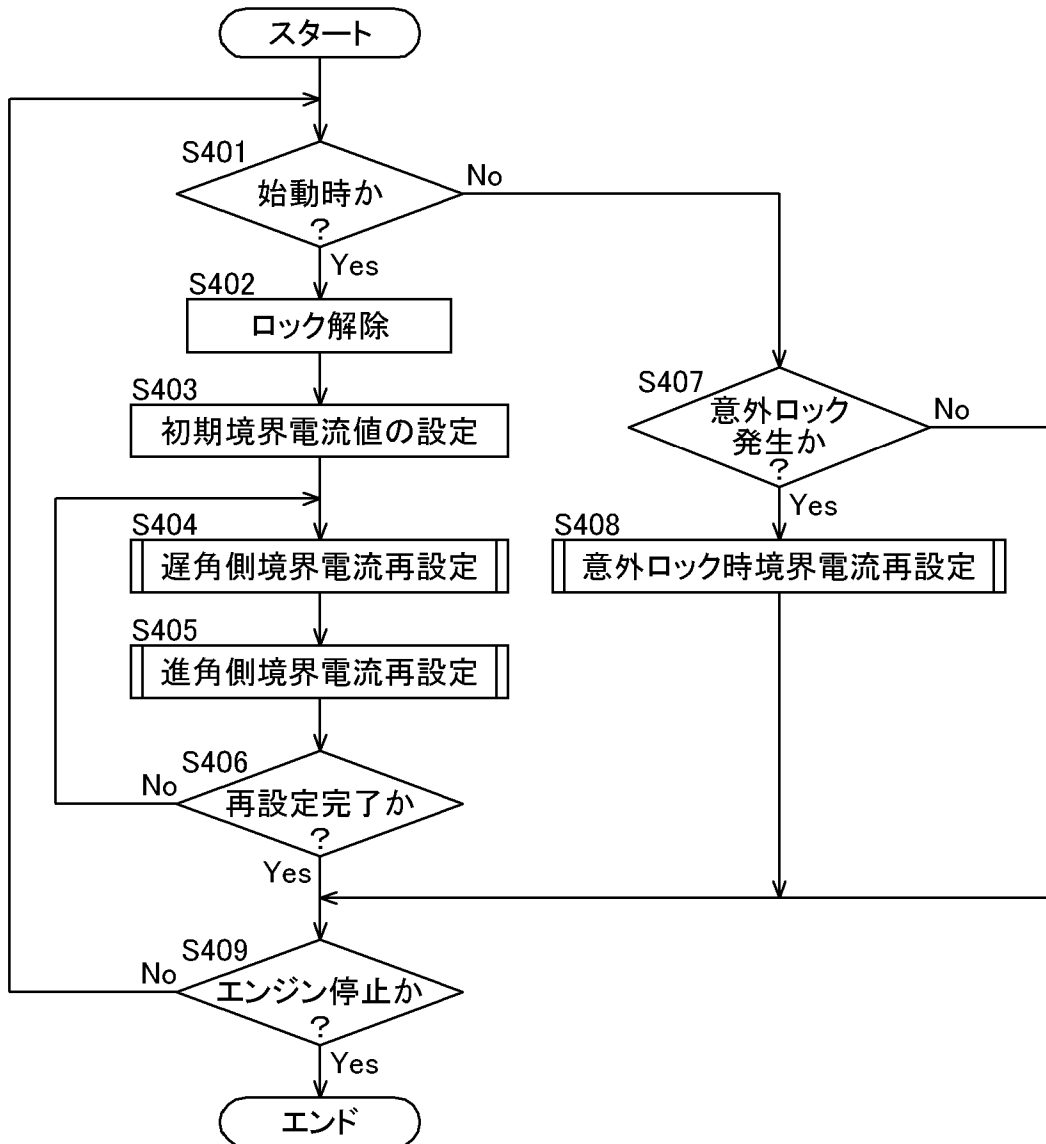 スタート
S401
始動時か
?
No
Yes
S402
ロック解除
S403
初期境界電流値の設定
S404
遅角側境界電流再設定
S405
進角側境界電流再設定
S406
再設定完了か
?
No
Yes
S407
意外ロック
発生か
?
No
Yes
S408
意外ロック時境界電流再設定
S409
エンジン停止か
?
No
Yes
エンド